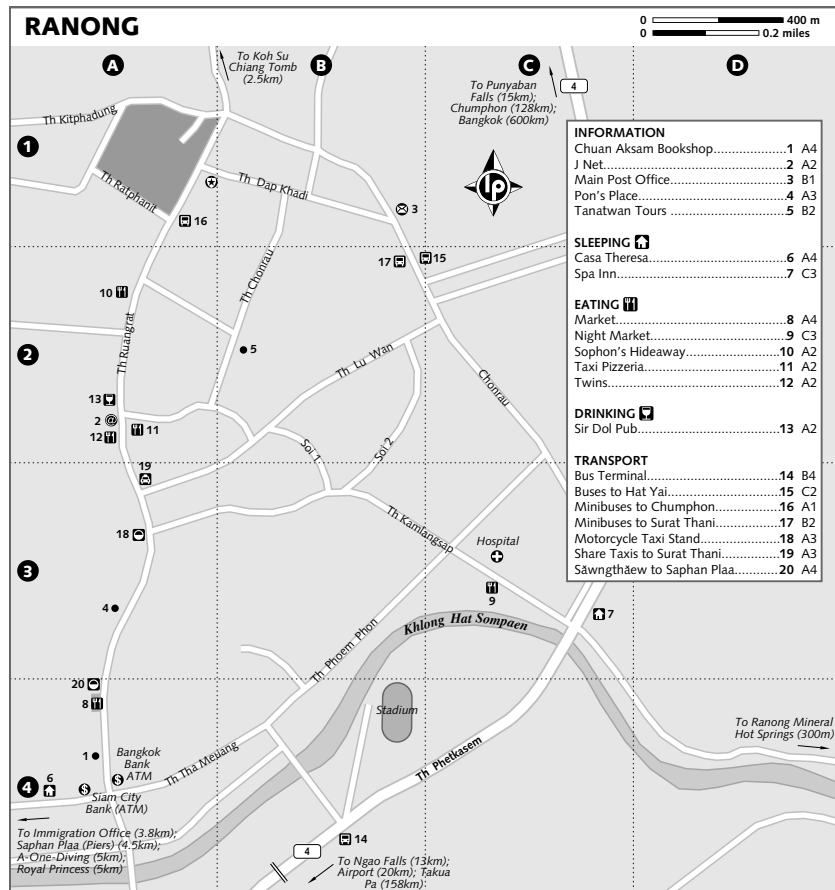 RANONG
0 400 m
0 0.2 miles
A
B
C
D
1
2
3
4
To Koh Su
Chiang Tomb
(2.5km)
To Punyaban
Falls (15km);
Chumphon (128km);
Bangkok (600km)
4
Th Kitphadung
Th Ratphanit
Th Dap Khadi
3
16
lp
17
15
Th Chonrau
10
Th Ruangrat
5
Th Lu Wan
Chonrau
13
2 @
12
11
Soi 1
Soi 2
19
18
Th Kamlangsap
Hospital
9
4
7
Khlong Hat Sompaen
Th Phoem Phon
20
8
Stadium
To Ranong Mineral
Hot Springs (300m)
1
Bangkok
Bank
ATM
$
Th Tha Meuang
Th Phetkasem
6
$
Siam City
Bank (ATM)
14
4
To Immigration Office (3.8km);
Saphan Plaa (Piers) (4.5km);
A-One-Diving (5km);
Royal Princess (5km)
To Ngao Falls (13km);
Airport (20km); Takua
Pa (158km)
INFORMATION
Chuan Aksam Bookshop...............1 A4
J Net...............2 A2
Main Post Office...............3 B1
Pon's Place...............4 A3
Tanatwan Tours...............5 B2
SLEEPING
Casa Theresa...............6 A4
Spa Inn...............7 C3
EATING
Market...............8 A4
Night Market...............9 C3
Sophon's Hideaway...............10 A2
Taxi Pizzeria...............11 A2
Twins...............12 A2
DRINKING
Sir Dol Pub...............13 A2
TRANSPORT
Bus Terminal...............14 B4
Buses to Hat Yai...............15 C2
Minibuses to Chumphon...............16 A1
Minibuses to Surat Thani...............17 B2
Motorcycle Taxi Stand...............18 A3
Share Taxis to Surat Thani...............19 A3
Săwngthăew to Saphan Plaa...............20 A4